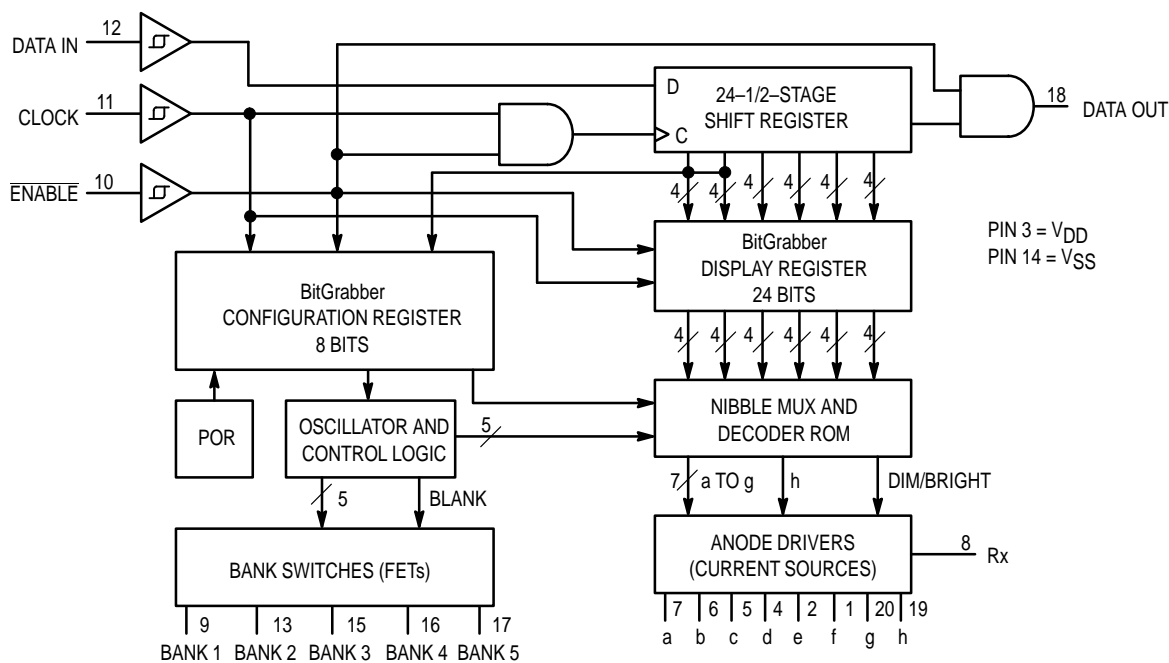 12
DATA IN
11
CLOCK
10
ENABLE
D
24–1/2–STAGE
SHIFT REGISTER
C
18
DATA OUT
4 4 4 4 4 4
BitGrabber
DISPLAY REGISTER
24 BITS
PIN 3 = VDD
PIN 14 = VSS
BitGrabber
CONFIGURATION REGISTER
8 BITS
4 4 4 4 4 4
POR
OSCILLATOR AND
CONTROL LOGIC
5
NIBBLE MUX AND
DECODER ROM
5
BLANK
7
a TO g
h
DIM/BRIGHT
BANK SWITCHES (FETs)
ANODE DRIVERS
(CURRENT SOURCES)
8
Rx
9 13 15 16 17
BANK 1 BANK 2 BANK 3 BANK 4 BANK 5
7 6 5 4 2 1 20 19
a b c d e f g h